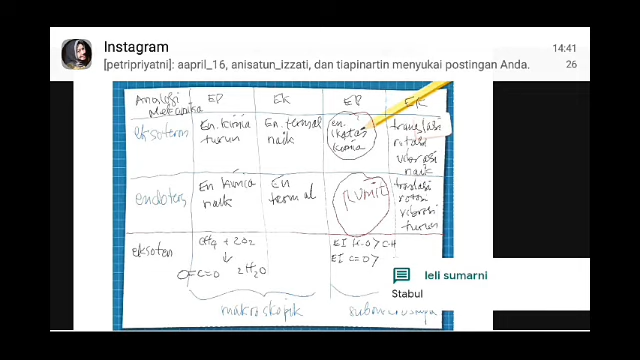 Instagram
14:41
[petripriyatni]: aapril_16, anisatun_izzati, dan tiapinartin menyukai postingan Anda.
26
Analogi Mekanika
EP
EK
EP
EK
eksoterm
En. kimia turun
En. termal naik
en. ikatan kimia
translasi
rotasi
vibrasi
naik
endoterm
En kimia naik
En termal
RUMIT
translasi
rotasi
vibrasi
turun
eksoterm
CH4 + 2O2
↓
O=C=O 2H2O
EI H-O > C-H
EI C=O >
makroskopik
leli sumarni
Stabul